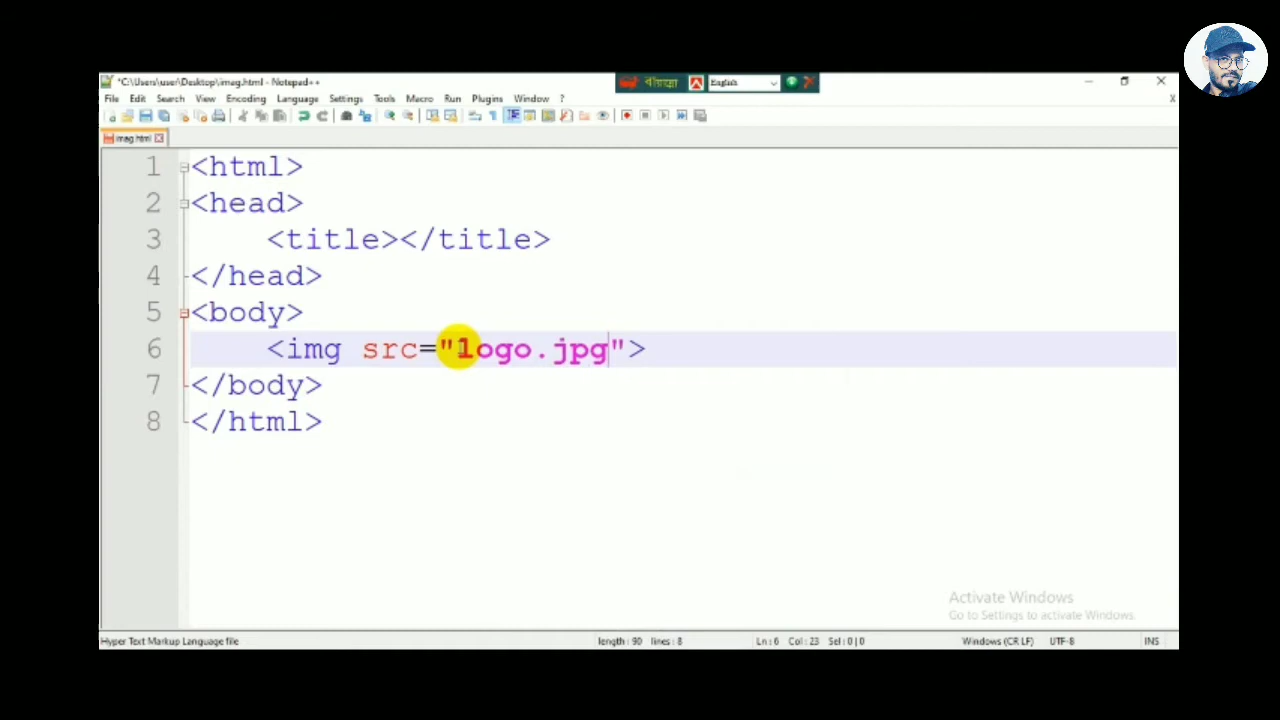 *C:\Users\user\Desktop\imag.html - Notepad++
বায়ান্নো
English
File Edit Search View Encoding Language Settings Tools Macro Run Plugins Window ?
X
imag.html
1 <html>
2 <head>
3 <title></title>
4 </head>
5 <body>
6 <img src="logo.jpg">
7 </body>
8 </html>
Activate Windows
Go to Settings to activate Windows.
Hyper Text Markup Language file length : 90 lines : 8 Ln : 6 Col : 23 Sel : 0 | 0 Windows (CR LF) UTF-8 INS